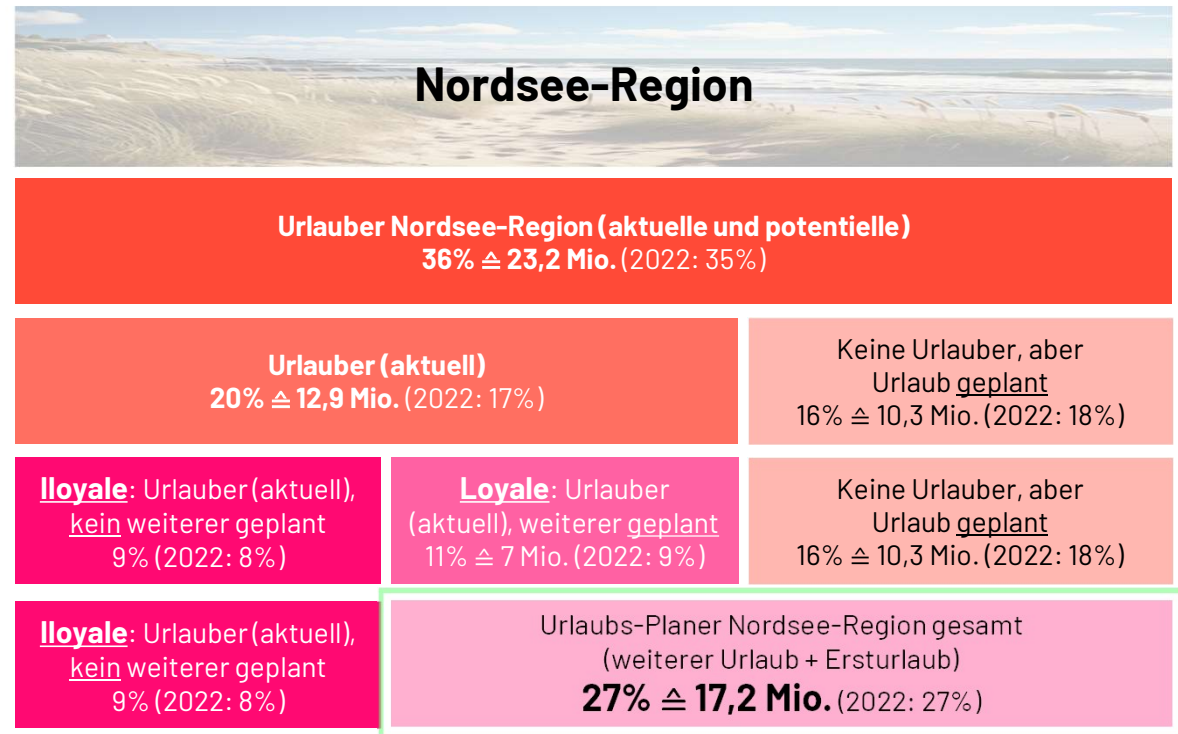 Nordsee-Region
Urlauber Nordsee-Region (aktuelle und potentielle)
36% ≙ 23,2 Mio. (2022: 35%)
Urlauber (aktuell)
20% ≙ 12,9 Mio. (2022: 17%)
Keine Urlauber, aber
Urlaub geplant
16% ≙ 10,3 Mio. (2022: 18%)
Iloyale: Urlauber (aktuell),
kein weiterer geplant
9% (2022: 8%)
Loyale: Urlauber
(aktuell), weiterer geplant
11% ≙ 7 Mio. (2022: 9%)
Keine Urlauber, aber
Urlaub geplant
16% ≙ 10,3 Mio. (2022: 18%)
Iloyale: Urlauber (aktuell),
kein weiterer geplant
9% (2022: 8%)
Urlaubs-Planer Nordsee-Region gesamt
(weiterer Urlaub + Ersturlaub)
27% ≙ 17,2 Mio. (2022: 27%)